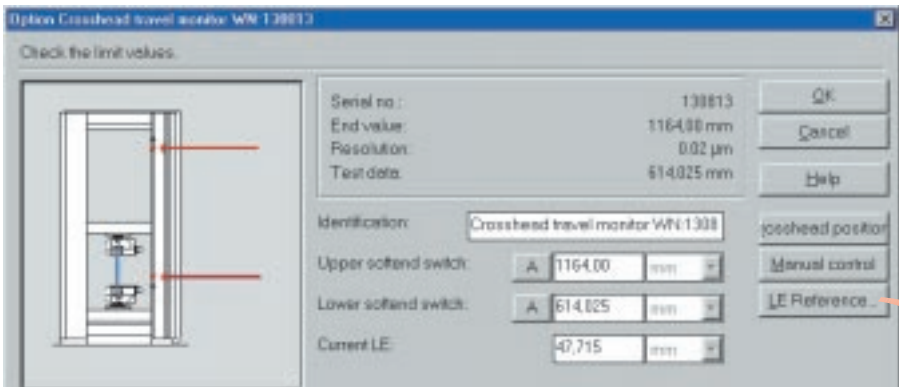 Option Crosshead travel monitor WN:130813
Check the limit values.
Serial no.: 130813
End value: 1164,00 mm
Resolution: 0.02 µm
Test data: 614,025 mm
Identification: Crosshead travel monitor WN:1308
Upper softend switch: A 1164,00 mm
Lower softend switch: A 614,025 mm
Current LE: 47,715 mm
OK
Cancel
Help
rosshead position
Manual control
LE Reference...